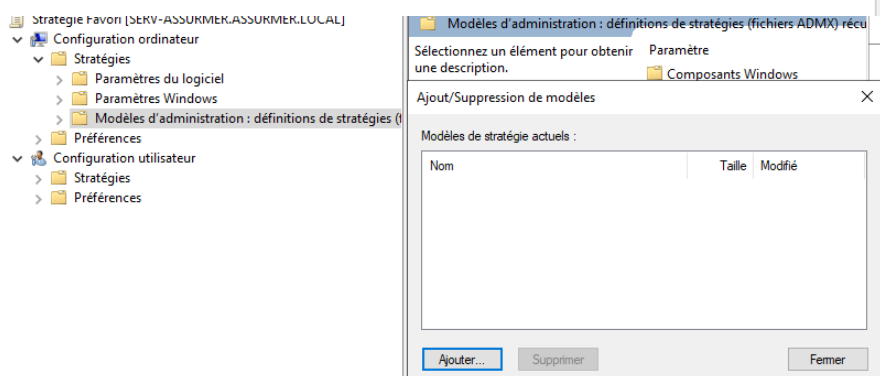 Stratégie Favori [SERV-ASSURMER.ASSURMER.LOCAL]
Configuration ordinateur
Stratégies
Paramètres du logiciel
Paramètres Windows
Modèles d'administration : définitions de stratégies (f
Préférences
Configuration utilisateur
Stratégies
Préférences
Modèles d'administration : définitions de stratégies (fichiers ADMX) récu
Sélectionnez un élément pour obtenir
une description.
Paramètre
Composants Windows
Ajout/Suppression de modèles
Modèles de stratégie actuels :
Nom Taille Modifié
Ajouter... Supprimer Fermer